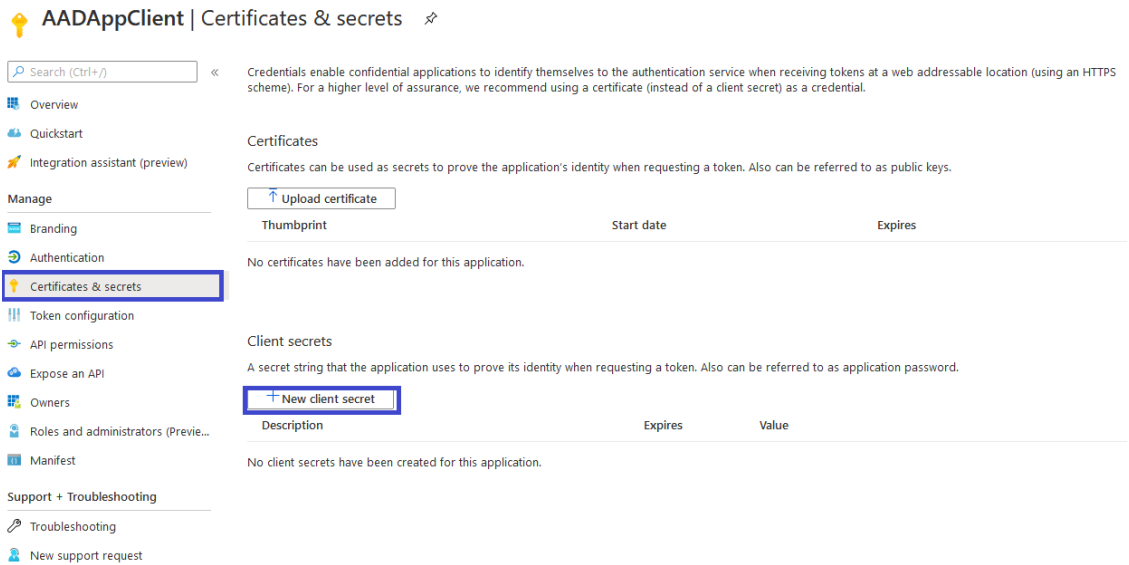 AADAppClient | Certificates & secrets
Search (Ctrl+/)
«
Overview
Quickstart
Integration assistant (preview)
Manage
Branding
Authentication
Certificates & secrets
Token configuration
API permissions
Expose an API
Owners
Roles and administrators (Previe...
Manifest
Support + Troubleshooting
Troubleshooting
New support request
Credentials enable confidential applications to identify themselves to the authentication service when receiving tokens at a web addressable location (using an HTTPS
scheme). For a higher level of assurance, we recommend using a certificate (instead of a client secret) as a credential.
Certificates
Certificates can be used as secrets to prove the application's identity when requesting a token. Also can be referred to as public keys.
Upload certificate
Thumbprint Start date Expires
No certificates have been added for this application.
Client secrets
A secret string that the application uses to prove its identity when requesting a token. Also can be referred to as application password.
New client secret
Description Expires Value
No client secrets have been created for this application.